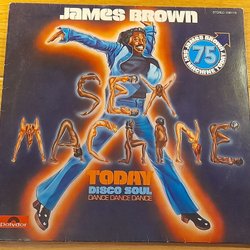 JAMES BROWN
75
SEX
MACHINE
TODAY
DISCO SOUL
DANCE DANCE DANCE
Polydor